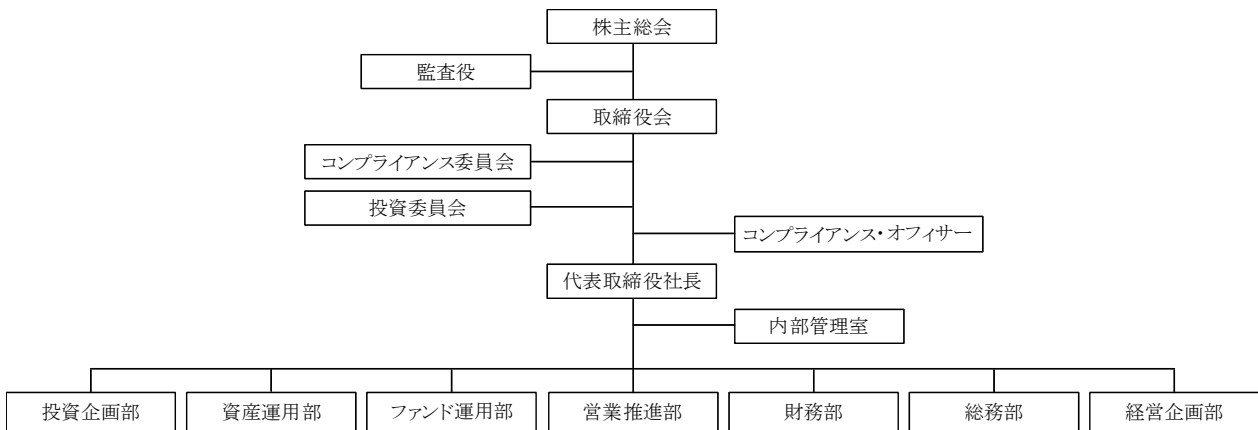 株主総会
監査役
取締役会
コンプライアンス委員会
投資委員会
コンプライアンス・オフィサー
代表取締役社長
内部管理室
投資企画部
資産運用部
ファンド運用部
営業推進部
財務部
総務部
経営企画部